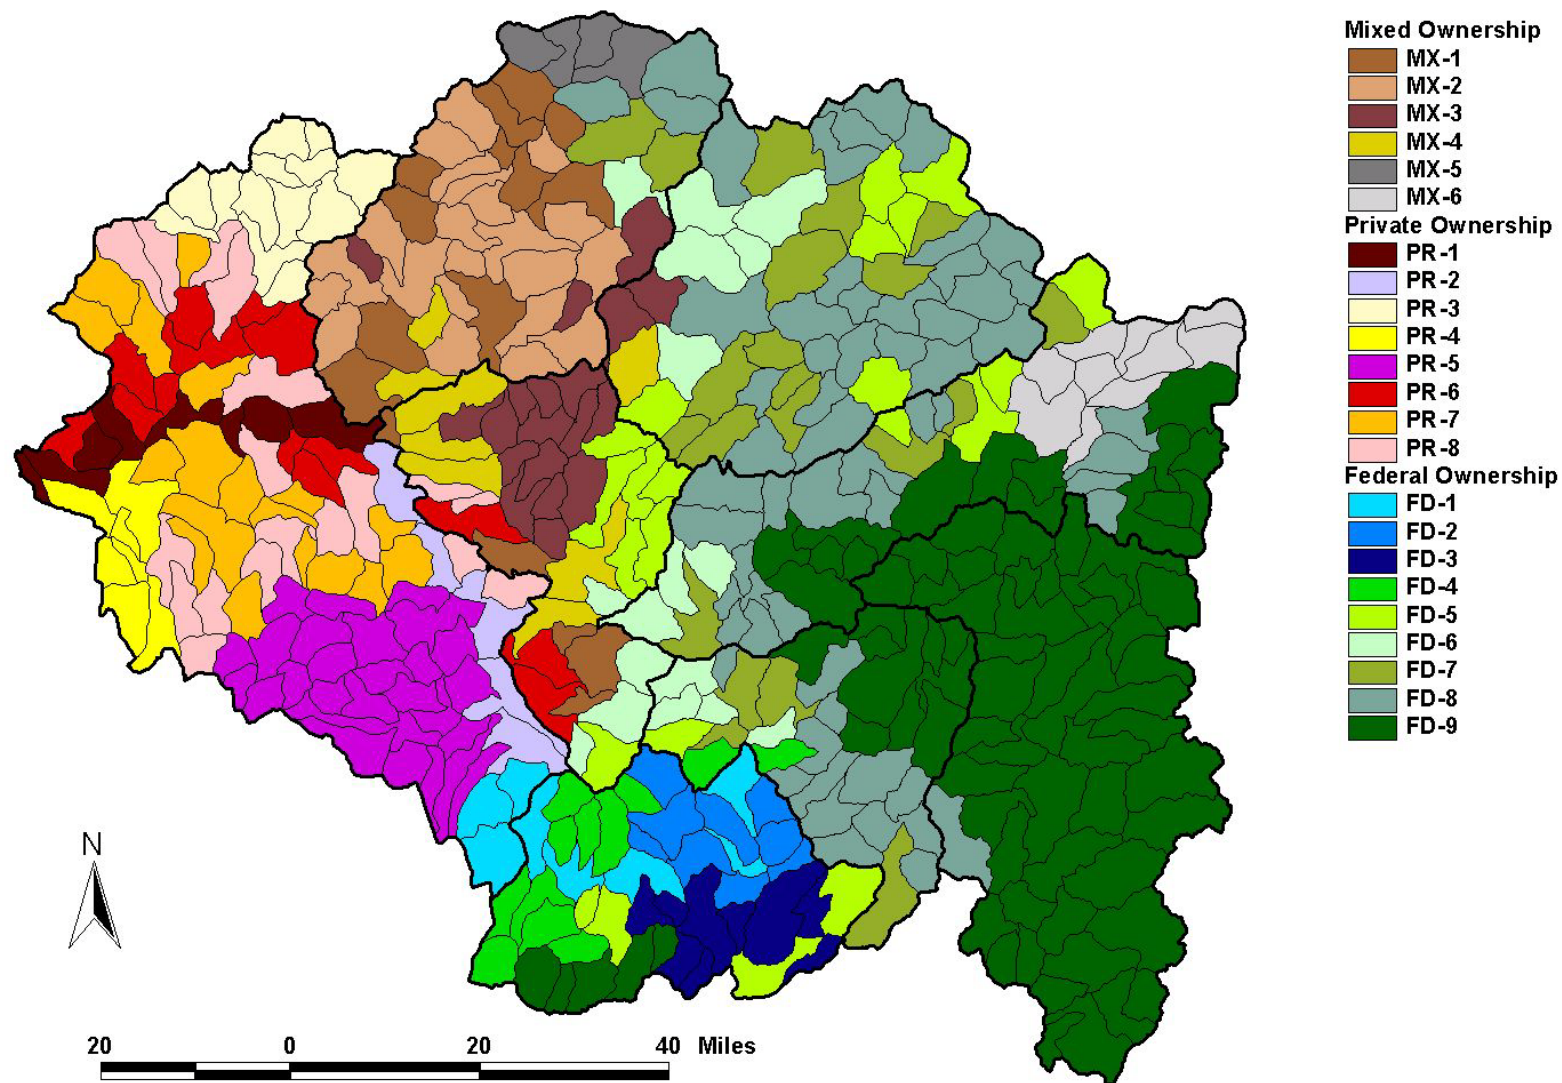 Mixed Ownership
MX-1
MX-2
MX-3
MX-4
MX-5
MX-6
Private Ownership
PR-1
PR-2
PR-3
PR-4
PR-5
PR-6
PR-7
PR-8
Federal Ownership
FD-1
FD-2
FD-3
FD-4
FD-5
FD-6
FD-7
FD-8
FD-9
N
20 0 20 40 Miles